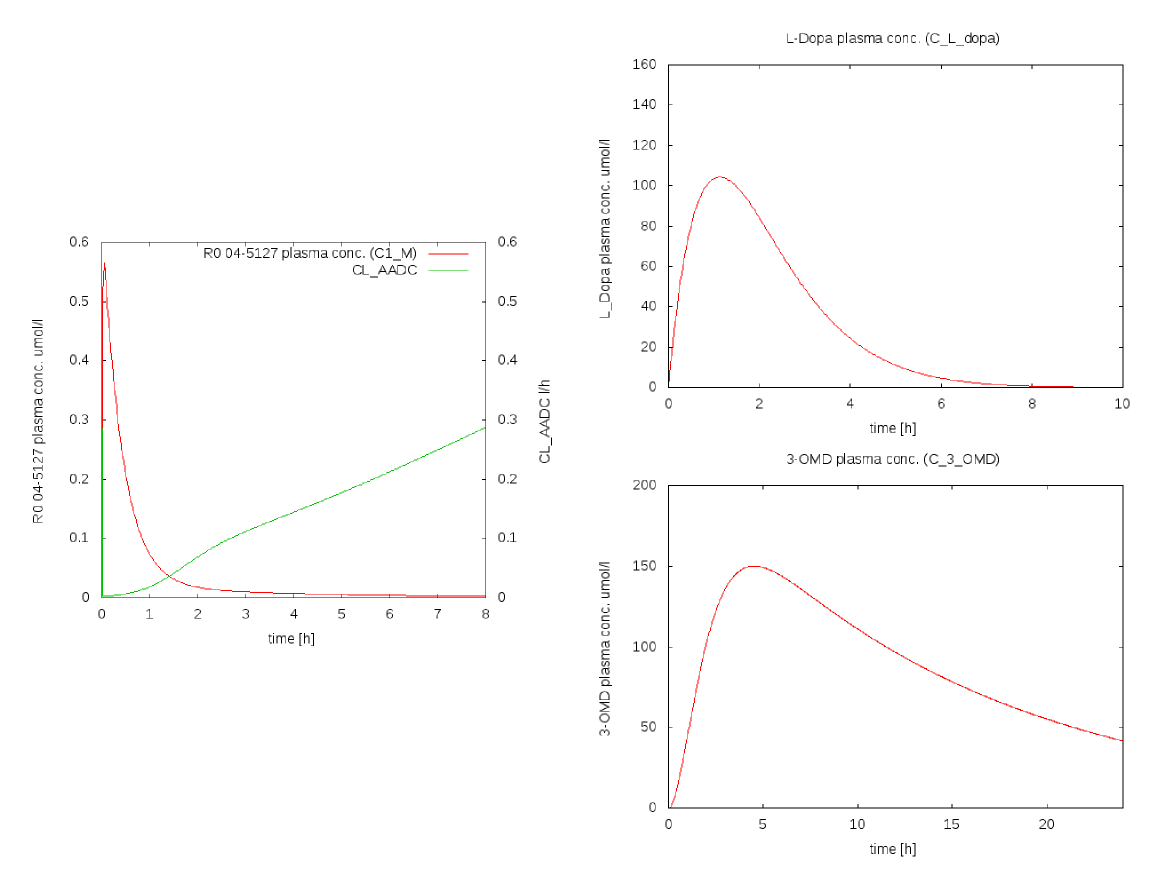 R0 04-5127 plasma conc. (C1_M)
CL_AADC
0.6
0.5
0.4
0.3
0.2
0.1
0
0.6
0.5
0.4
0.3
0.2
0.1
0
0 1 2 3 4 5 6 7 8
time [h]
R0 04-5127 plasma conc. umol/l
CL_AADC l/h
L-Dopa plasma conc. (C_L_dopa)
160
140
120
100
80
60
40
20
0
0 2 4 6 8 10
time [h]
L_Dopa plasma conc. umol/l
3-OMD plasma conc. (C_3_OMD)
200
150
100
50
0
0 5 10 15 20
time [h]
3-OMD plasma conc. umol/l